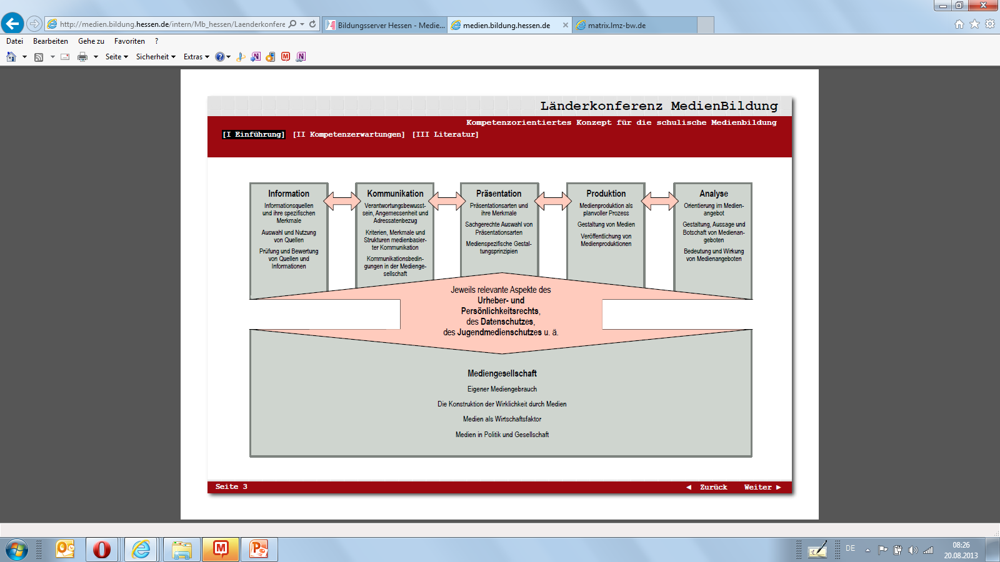 http://medien.bildung.hessen.de/intern/Mb_hessen/Laenderkonfere
Bildungsserver Hessen - Medie...
medien.bildung.hessen.de
matrix.lmz-bw.de
Datei Bearbeiten Gehe zu Favoriten ?
Seite Sicherheit Extras
Länderkonferenz MedienBildung
Kompetenzorientiertes Konzept für die schulische Medienbildung
[I Einführung] [II Kompetenzerwartungen] [III Literatur]
Information
Informationsquellen
und ihre spezifischen
Merkmale
Auswahl und Nutzung
von Quellen
Prüfung und Bewertung
von Quellen und
Informationen
Kommunikation
Verantwortungsbewusst-
sein, Angemessenheit und
Adressatenbezug
Kriterien, Merkmale und
Strukturen medienbasier-
ter Kommunikation
Kommunikationsbedin-
gungen in der Medienge-
sellschaft
Präsentation
Präsentationsarten und
ihre Merkmale
Sachgerechte Auswahl von
Präsentationsarten
Medienspezifische Gestal-
tungsprinzipien
Produktion
Medienproduktion als
planvoller Prozess
Gestaltung von Medien
Veröffentlichung von
Medienproduktionen
Analyse
Orientierung im Medien-
angebot
Gestaltung, Aussage und
Botschaft von Medienan-
geboten
Bedeutung und Wirkung
von Medienangeboten
Jeweils relevante Aspekte des
Urheber- und
Persönlichkeitsrechts,
des Datenschutzes,
des Jugendmedienschutzes u. ä.
Mediengesellschaft
Eigener Mediengebrauch
Die Konstruktion der Wirklichkeit durch Medien
Medien als Wirtschaftsfaktor
Medien in Politik und Gesellschaft
Seite 3
◄ Zurück Weiter ►
DE
08:26
20.08.2013